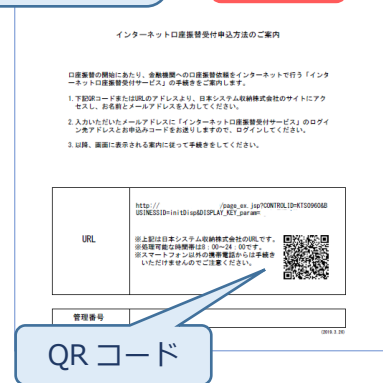 インターネット口座振替受付申込方法のご案内
口座振替の開始にあたり、金融機関への口座振替依頼をインターネットで行う「インタ
ーネット口座振替受付サービス」の手続きをご案内します。
1. 下記QRコードまたはURLのアドレスより、日本システム収納株式会社のサイトにアク
セスし、お名前とメールアドレスを入力してください。
2. 入力いただいたメールアドレスに「インターネット口座振替受付サービス」のログイ
ン先アドレスとお申込みコードをお送りしますので、ログインしてください。
3. 以降、画面に表示される案内に従って手続きをしてください。
URL
http:// /page_ex.jsp?CONTROLID=KTS0960&B
USINESSID=initDisp&DISPLAY_KEY_param=
※上記は日本システム収納株式会社のURLです。
※処理可能な時間帯は8:00〜24:00です。
※スマートフォン以外の携帯電話からは手続き
いただけませんのでご注意ください。
管理番号
(2019.3.20)
QRコード